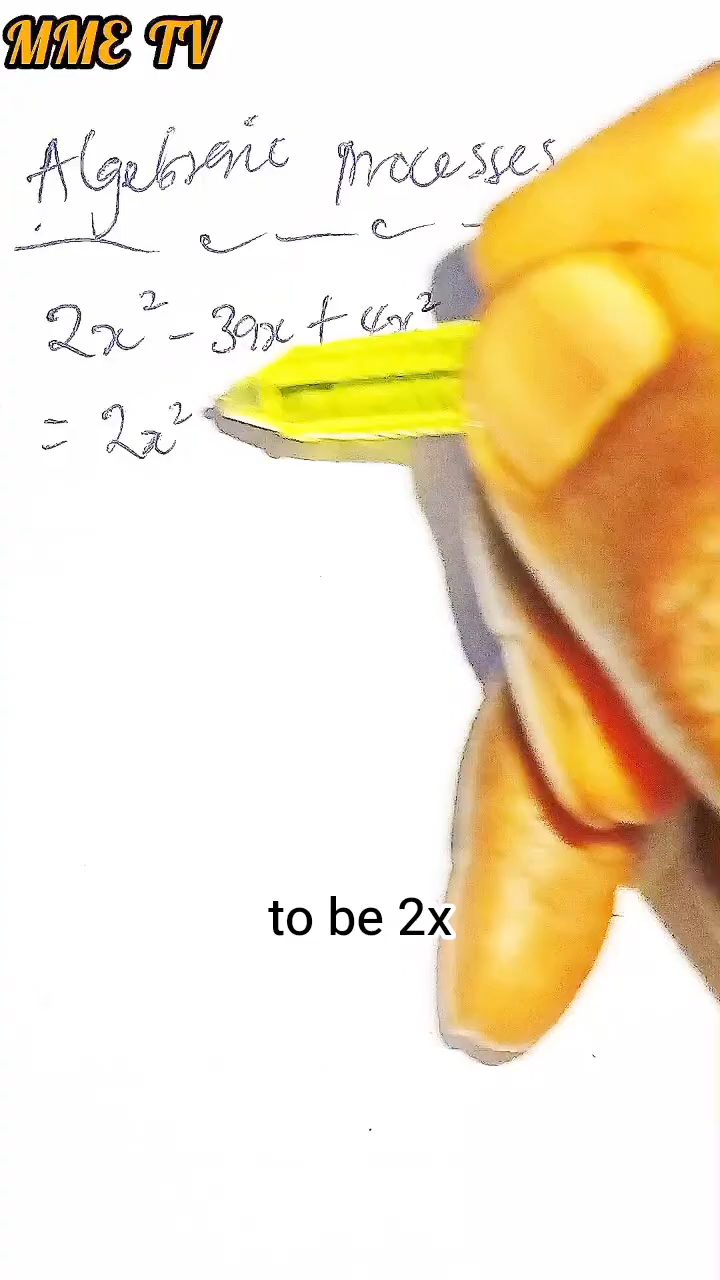 MME TV
Algebraic processes
2x² - 39x + 4x²
= 2x²
to be 2x